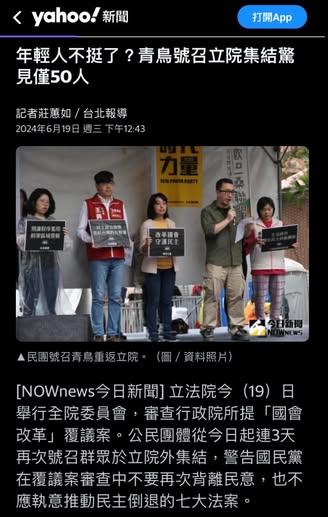 yahoo!新聞
打開App
年輕人不挺了？青鳥號召立院集結驚
見僅50人
記者莊蕙如 / 台北報導
2024年6月19日 週三 下午12:43
時代
力量
NEW POWER PARTY
改革國會
守護民主
今日新聞
NOWnews
▲民團號召青鳥重返立院。（圖 / 資料照片）
[NOWnews今日新聞] 立法院今（19）日
舉行全院委員會，審查行政院所提「國會
改革」覆議案。公民團體從今日起連3天
再次號召群眾於立院外集結，警告國民黨
在覆議案審查中不要再次背離民意，也不
應執意推動民主倒退的七大法案。